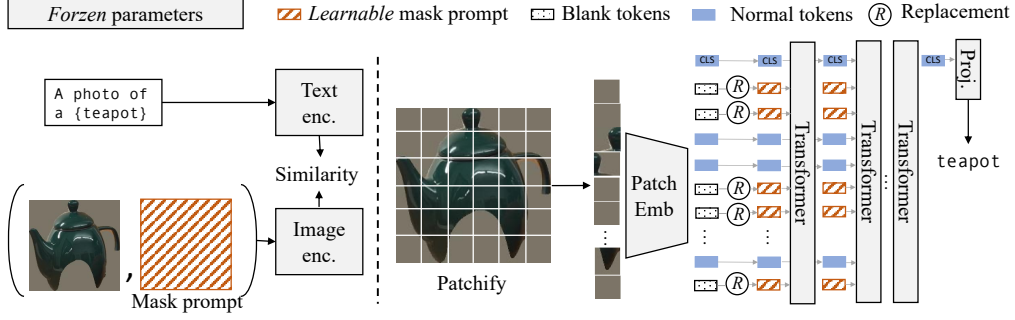 Forzen parameters
Learnable mask prompt
Blank tokens
Normal tokens
R Replacement
A photo of
a {teapot}
Text
enc.
Similarity
Image
enc.
,
Mask prompt
Patchify
Patch
Emb
CLS
CLS
CLS
CLS
R
R
R
R
R
Transformer
Transformer
...
Transformer
Proj.
teapot